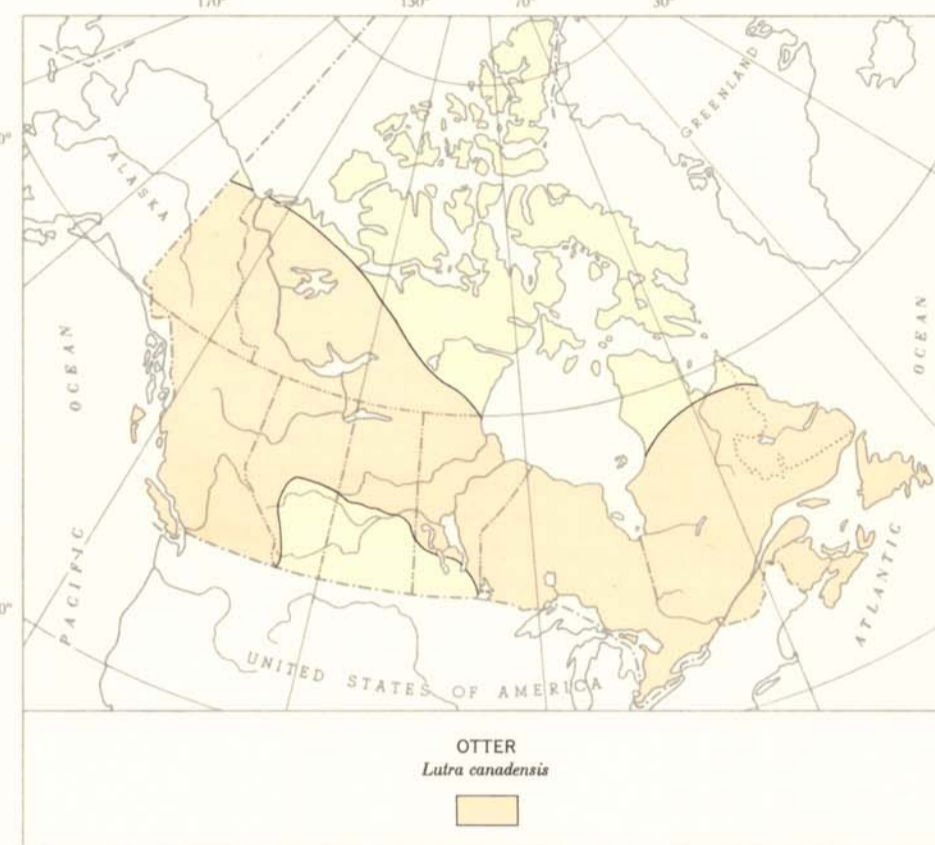 170°
130°
70°
30°
GREENLAND
ALASKA
OCEAN
OCEAN
PACIFIC
ATLANTIC
UNITED STATES OF AMERICA
OTTER
Lutra canadensis